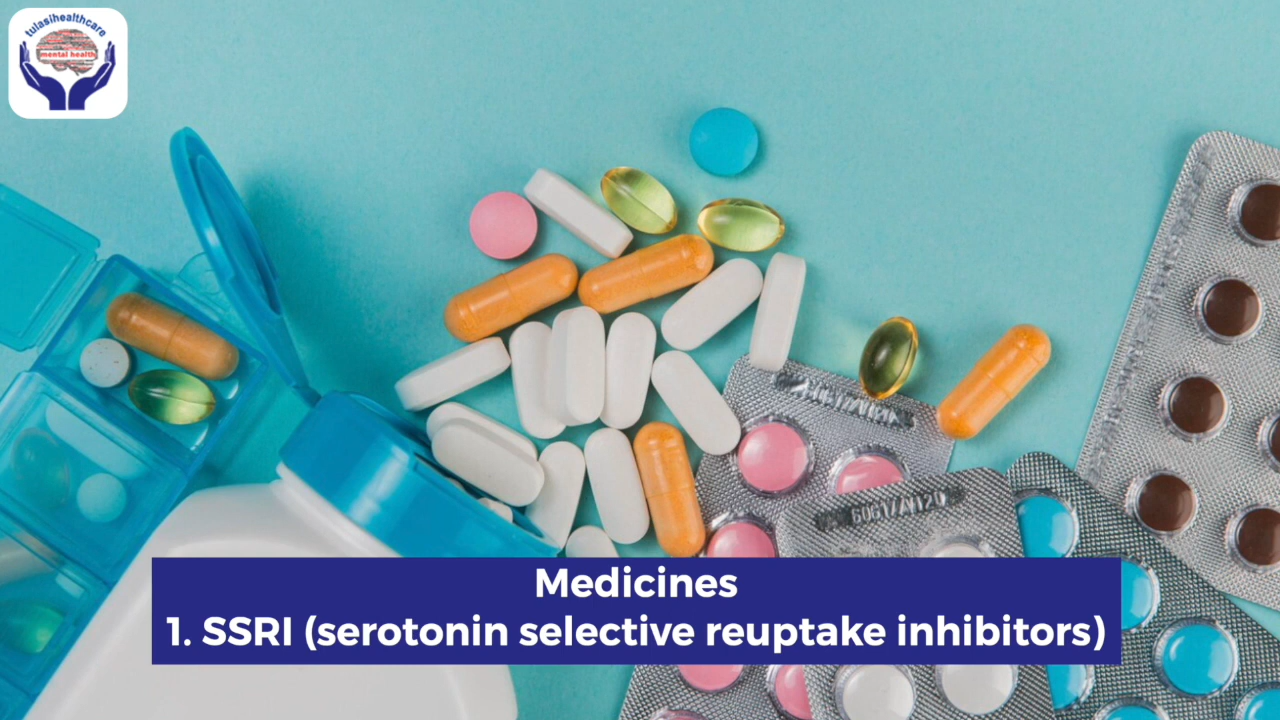 tulasihealthcare
mental health
Medicines
1. SSRI (serotonin selective reuptake inhibitors)